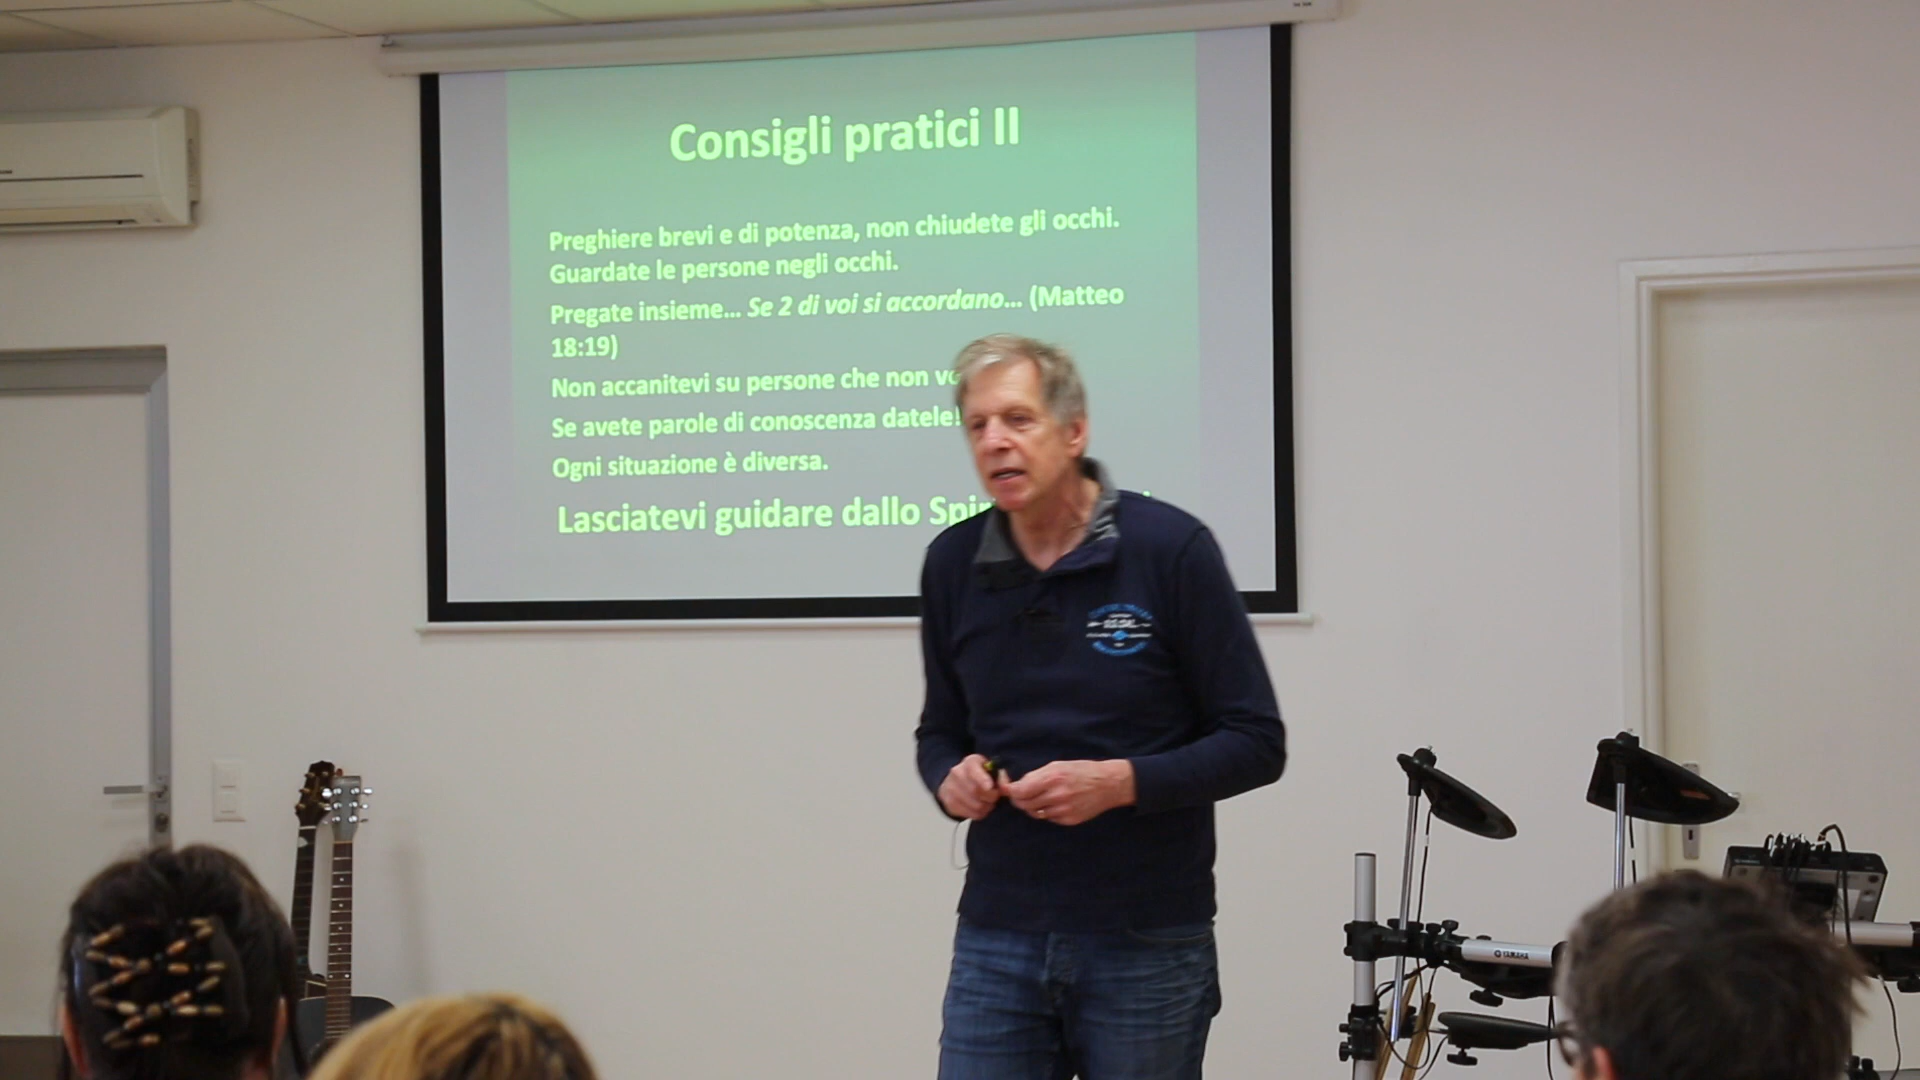 Consigli pratici II
Preghiere brevi e di potenza, non chiudete gli occhi.
Guardate le persone negli occhi.
Pregate insieme... Se 2 di voi si accordano... (Matteo
18:19)
Non accanitevi su persone che non
Se avete parole di conoscenza datele!
Ogni situazione è diversa.
Lasciatevi guidare dallo
YAMAHA